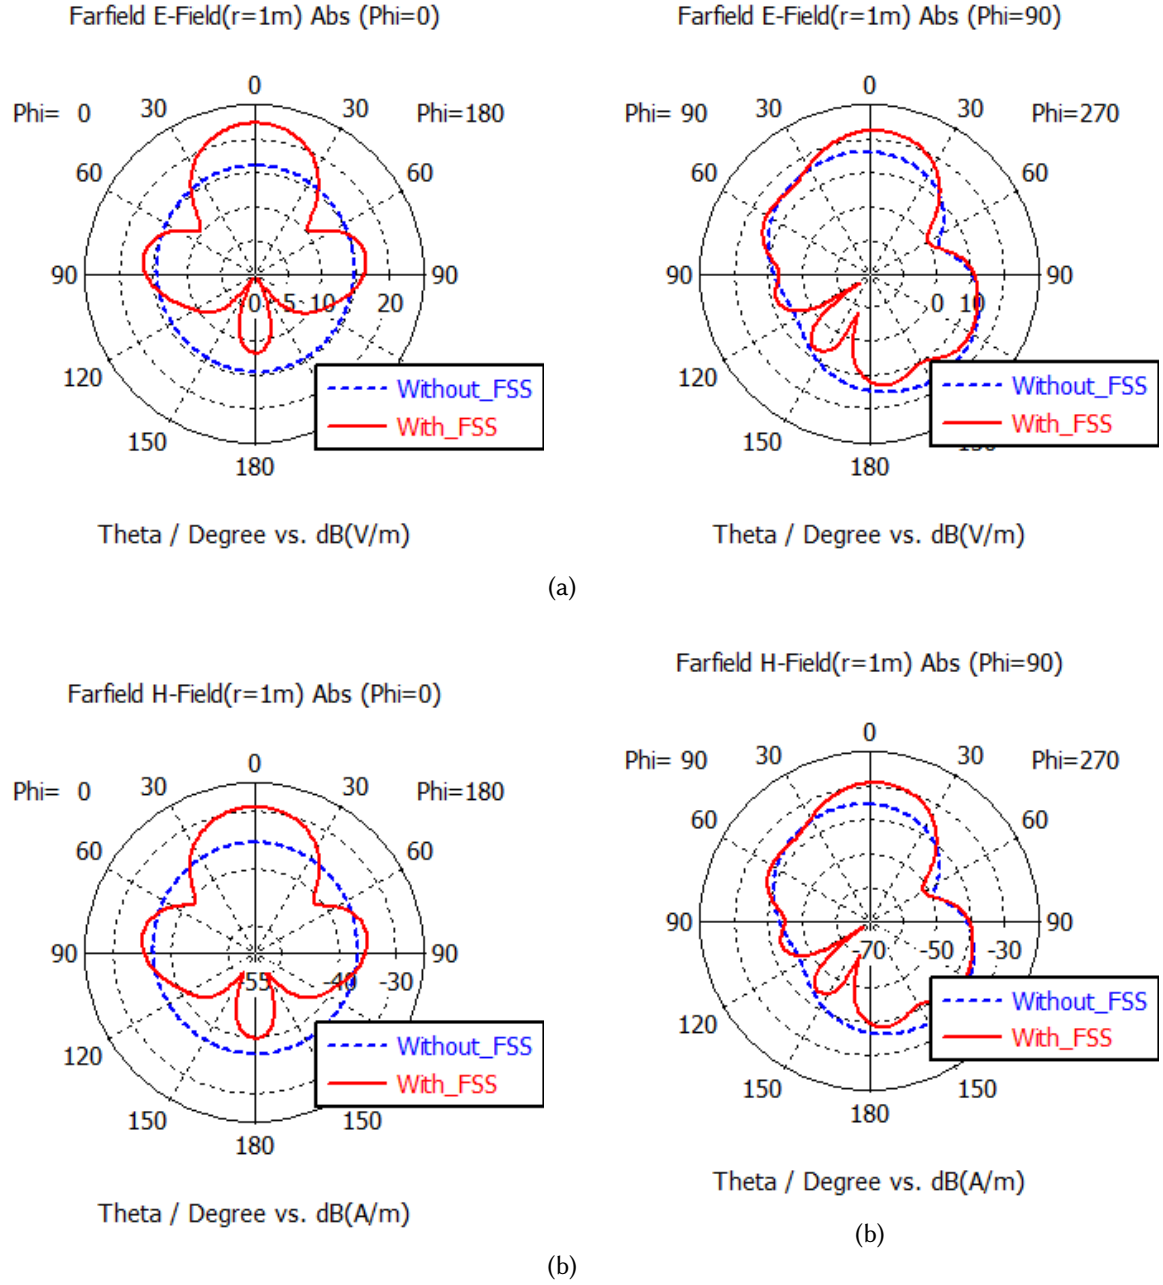 Farfield E-Field(r=1m) Abs (Phi=0)
0
Phi= 0 30 30 Phi=180
60 60
90 0 5 10 20 90
120
Without_FSS
With_FSS
150
180
Theta / Degree vs. dB(V/m)
Farfield E-Field(r=1m) Abs (Phi=90)
0
Phi= 90 30 30 Phi=270
60 60
90 0 10 90
120
Without_FSS
With_FSS
150
180
Theta / Degree vs. dB(V/m)
(a)
Farfield H-Field(r=1m) Abs (Phi=0)
0
Phi= 0 30 30 Phi=180
60 60
90 -55 -40 -30 90
120
Without_FSS
With_FSS
150 150
180
Theta / Degree vs. dB(A/m)
Farfield H-Field(r=1m) Abs (Phi=90)
0
Phi= 90 30 30 Phi=270
60 60
90 -70 -50 -30 90
120
Without_FSS
With_FSS
150 150
180
Theta / Degree vs. dB(A/m)
(b)
(b)